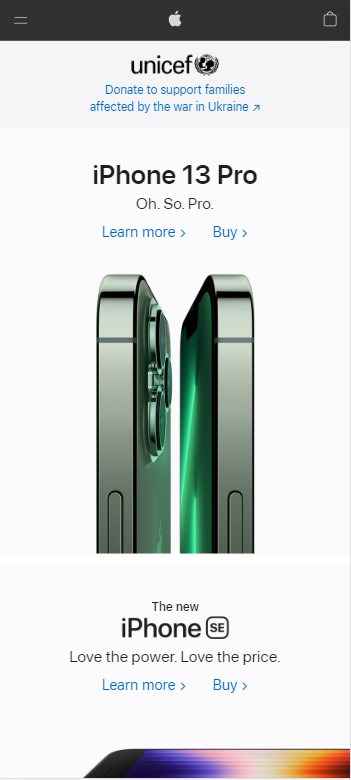 unicef
Donate to support families
affected by the war in Ukraine ↗
iPhone 13 Pro
Oh. So. Pro.
Learn more > Buy >
The new
iPhone SE
Love the power. Love the price.
Learn more > Buy >